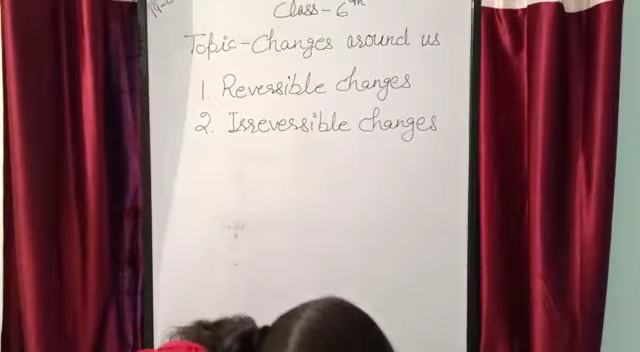 Class-6th
Topic-Changes around us
1. Reversible changes
2. Irreversible changes